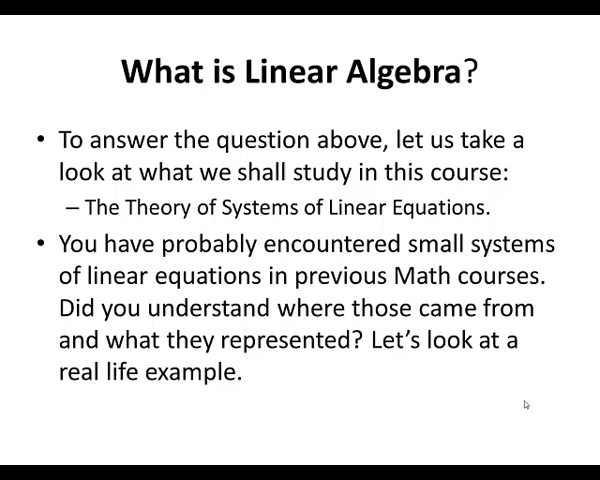 What is Linear Algebra?
• To answer the question above, let us take a
look at what we shall study in this course:
– The Theory of Systems of Linear Equations.
• You have probably encountered small systems
of linear equations in previous Math courses.
Did you understand where those came from
and what they represented? Let’s look at a
real life example.